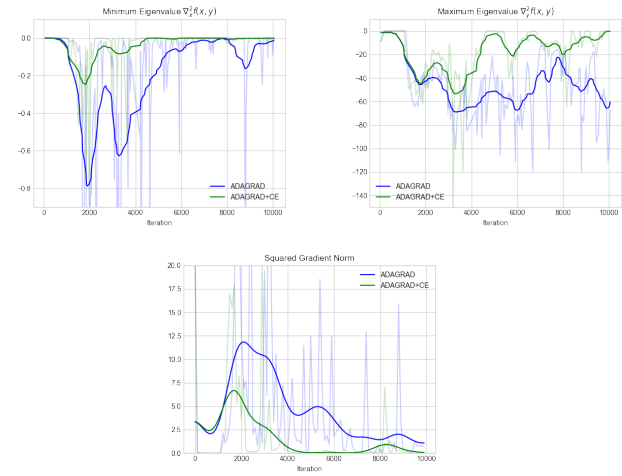 Minimum Eigenvalue ∇²ₓf(x, y)
0.0
−0.2
−0.4
−0.6
−0.8
ADAGRAD
ADAGRAD+CE
0 2000 4000 6000 8000 10000
Iteration
Maximum Eigenvalue ∇²ᵧf(x, y)
0
−20
−40
−60
−80
−100
−120
−140
ADAGRAD
ADAGRAD+CE
0 2000 4000 6000 8000 10000
Iteration
Squared Gradient Norm
20.0
17.5
15.0
12.5
10.0
7.5
5.0
2.5
0.0
ADAGRAD
ADAGRAD+CE
0 2000 4000 6000 8000 10000
Iteration